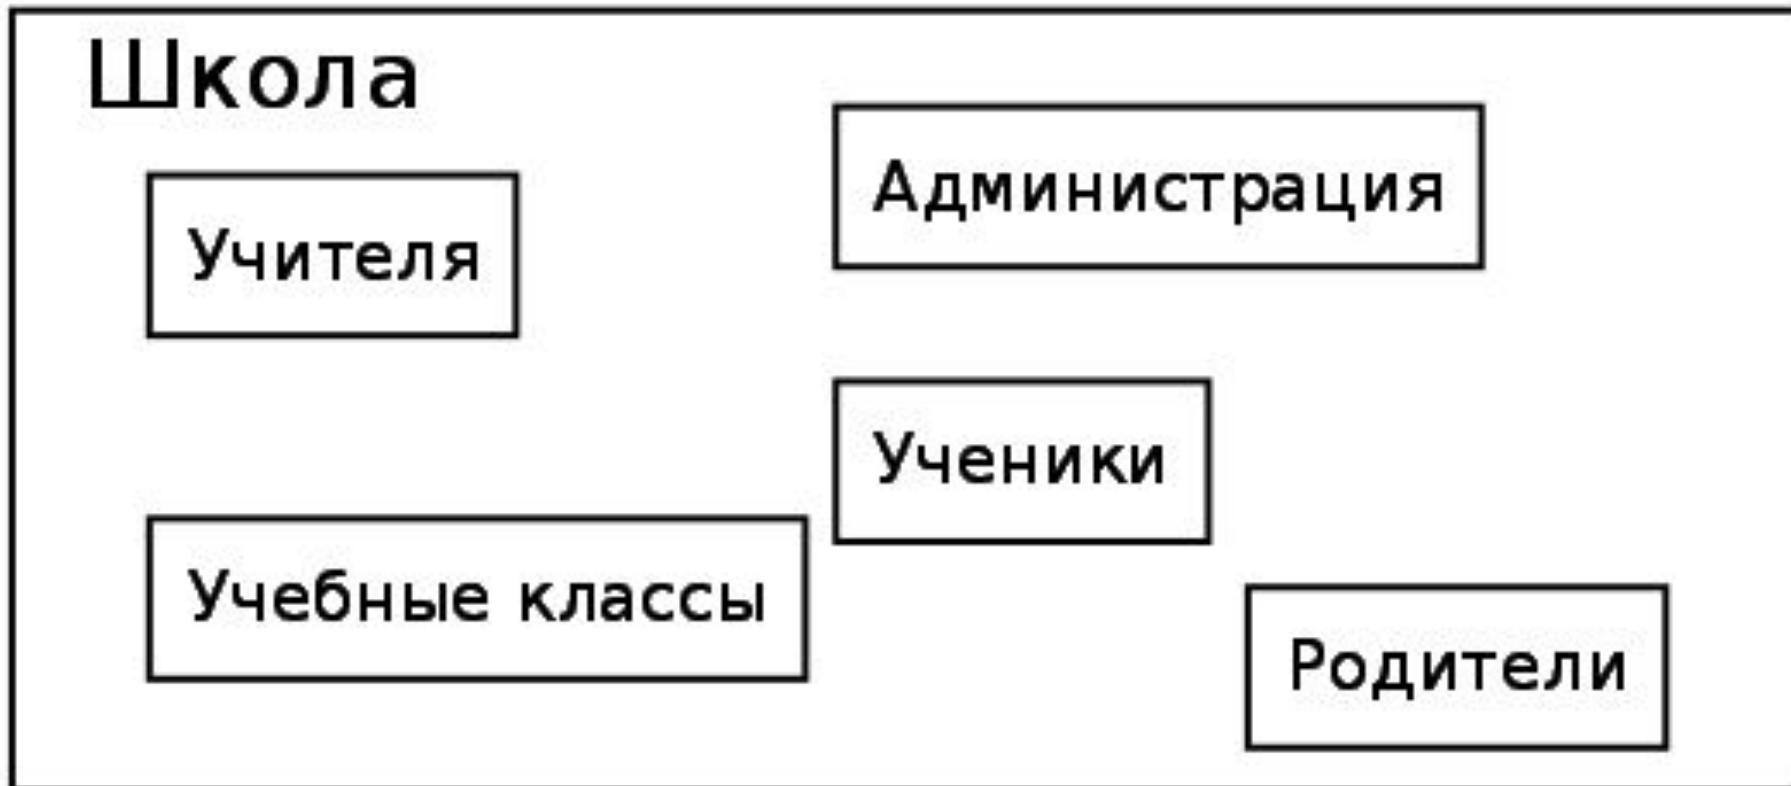 Школа
Администрация
Учителя
Ученики
Учебные классы
Родители